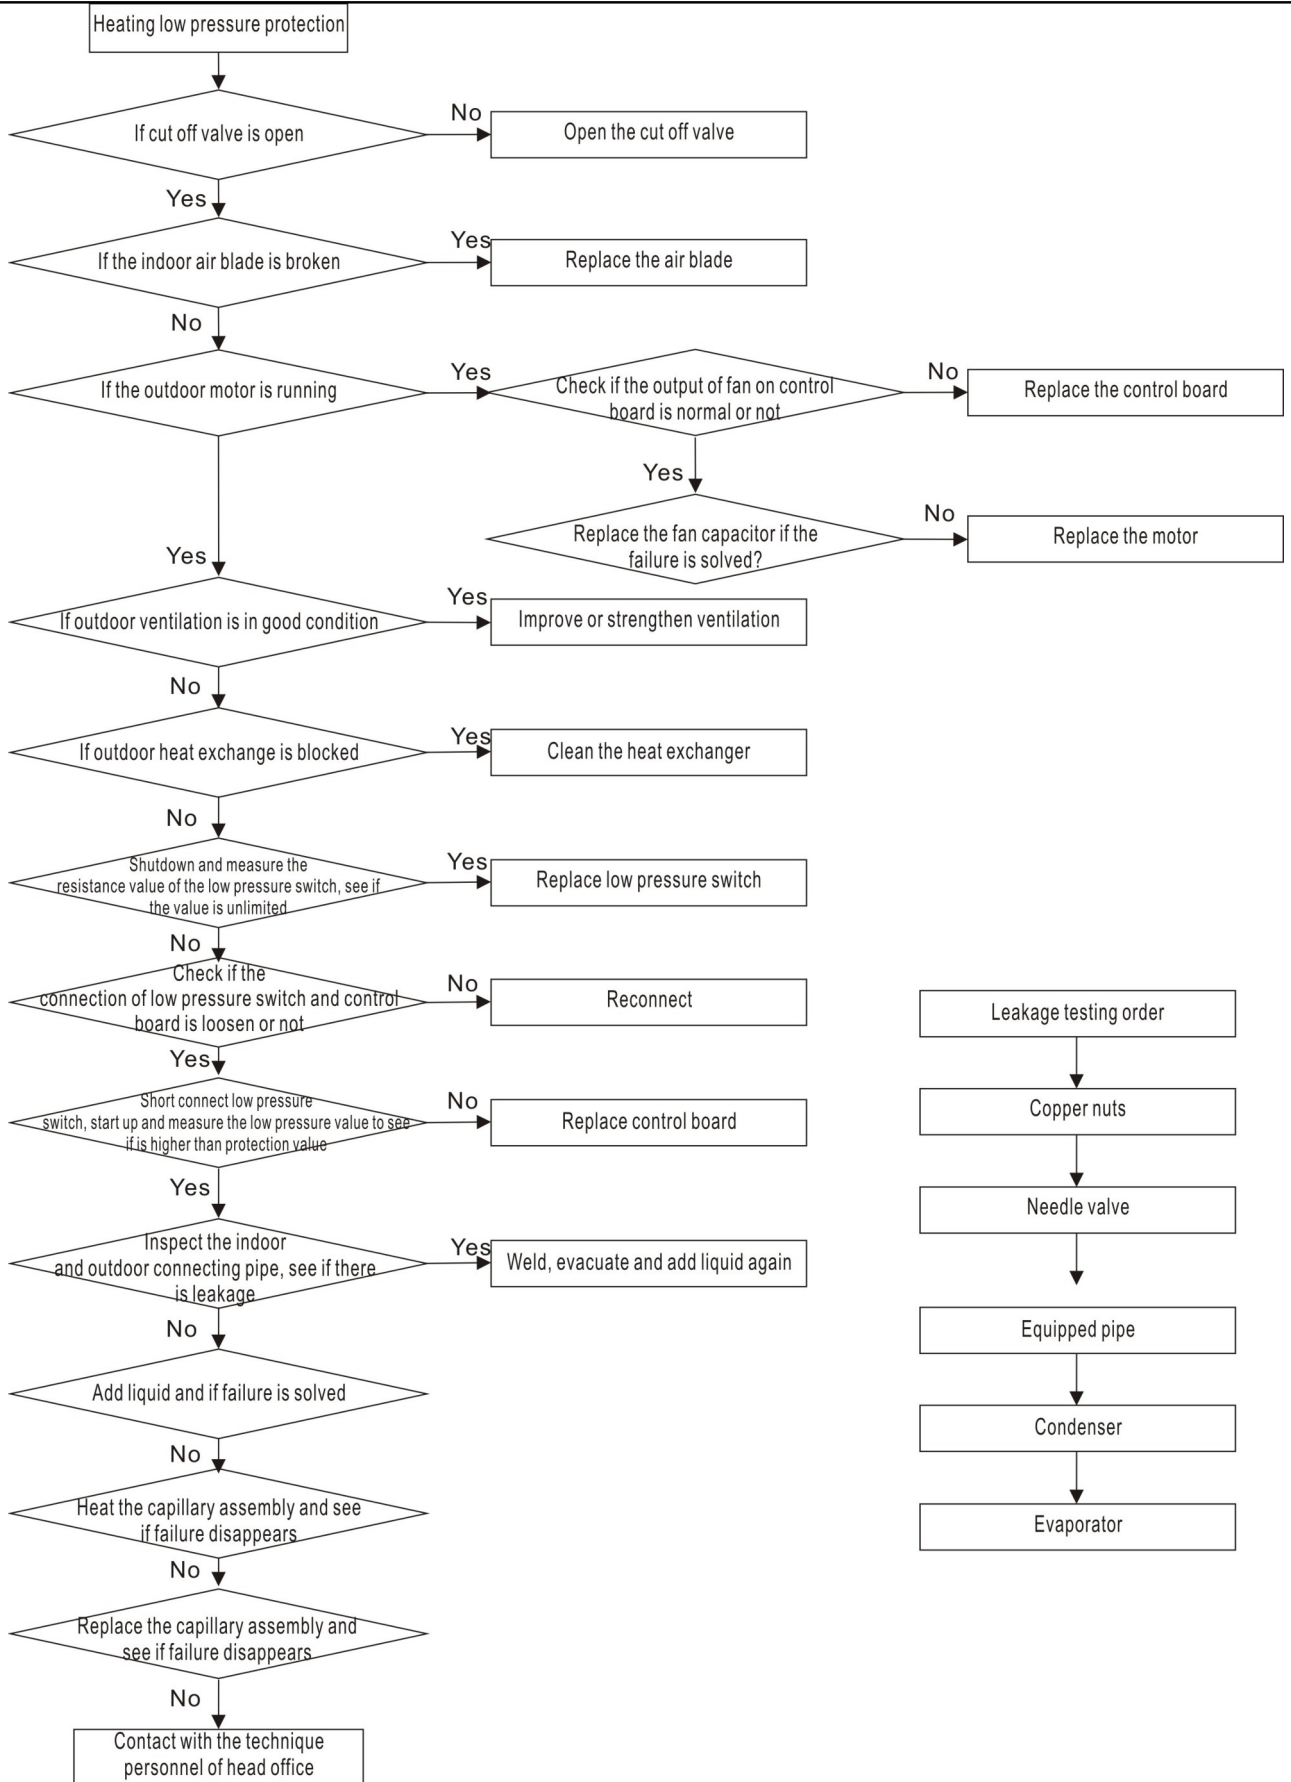 Heating low pressure protection
If cut off valve is open
No
Open the cut off valve
Yes
If the indoor air blade is broken
Yes
Replace the air blade
No
If the outdoor motor is running
Yes
Check if the output of fan on control
board is normal or not
No
Replace the control board
Yes
Replace the fan capacitor if the
failure is solved?
No
Replace the motor
Yes
If outdoor ventilation is in good condition
Yes
Improve or strengthen ventilation
No
If outdoor heat exchange is blocked
Yes
Clean the heat exchanger
No
Shutdown and measure the
resistance value of the low pressure switch, see if
the value is unlimited
Yes
Replace low pressure switch
No
Check if the
connection of low pressure switch and control
board is loosen or not
No
Reconnect
Yes
Short connect low pressure
switch, start up and measure the low pressure value to see
if is higher than protection value
No
Replace control board
Yes
Inspect the indoor
and outdoor connecting pipe, see if there
is leakage
Yes
Weld, evacuate and add liquid again
No
Add liquid and if failure is solved
No
Heat the capillary assembly and see
if failure disappears
No
Replace the capillary assembly and
see if failure disappears
No
Contact with the technique
personnel of head office
Leakage testing order
Copper nuts
Needle valve
Equipped pipe
Condenser
Evaporator